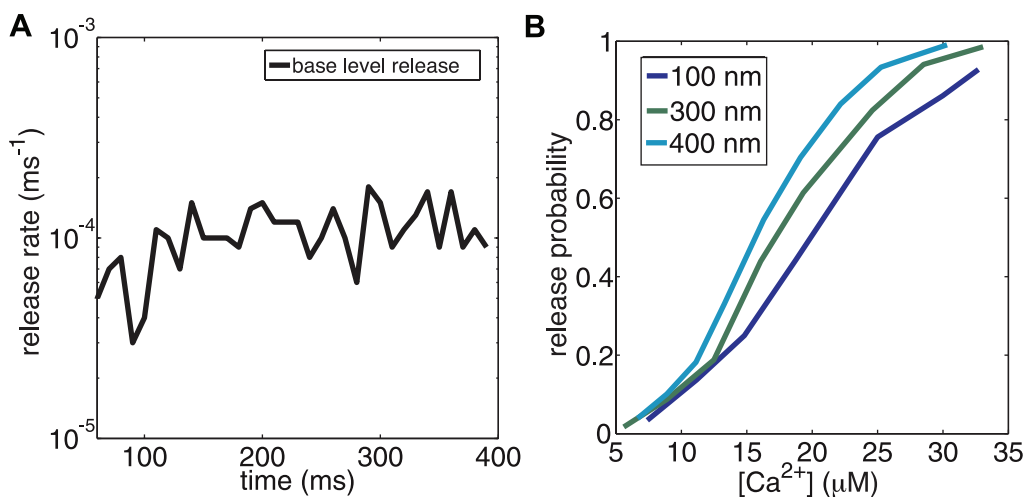 A
10⁻³
10⁻⁴
10⁻⁵
release rate (ms⁻¹)
base level release
100
200
300
400
time (ms)
B
1
0.8
0.6
0.4
0.2
0
release probability
100 nm
300 nm
400 nm
5
10
15
20
25
30
35
[Ca²⁺] (μM)